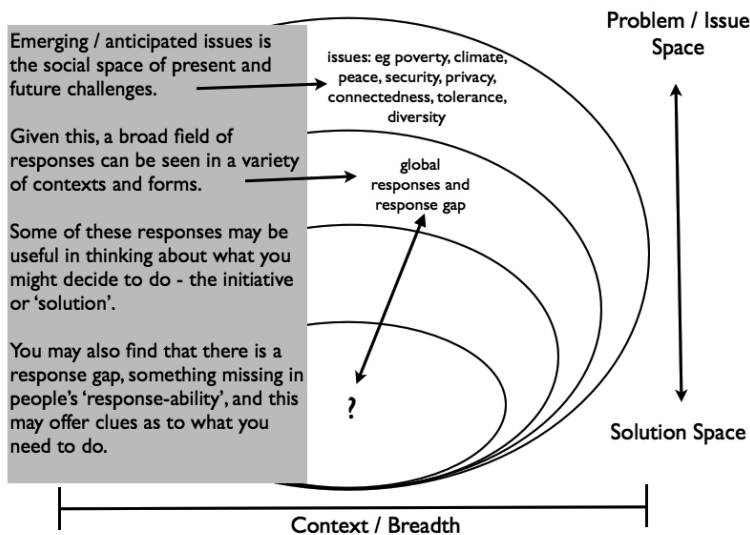 Emerging / anticipated issues is
the social space of present and
future challenges.
Given this, a broad field of
responses can be seen in a variety
of contexts and forms.
Some of these responses may be
useful in thinking about what you
might decide to do - the initiative
or ‘solution’.
You may also find that there is a
response gap, something missing in
people’s ‘response-ability’, and this
may offer clues as to what you
need to do.
issues: eg poverty, climate,
peace, security, privacy,
connectedness, tolerance,
diversity
global
responses and
response gap
?
Problem / Issue
Space
Solution Space
Context / Breadth